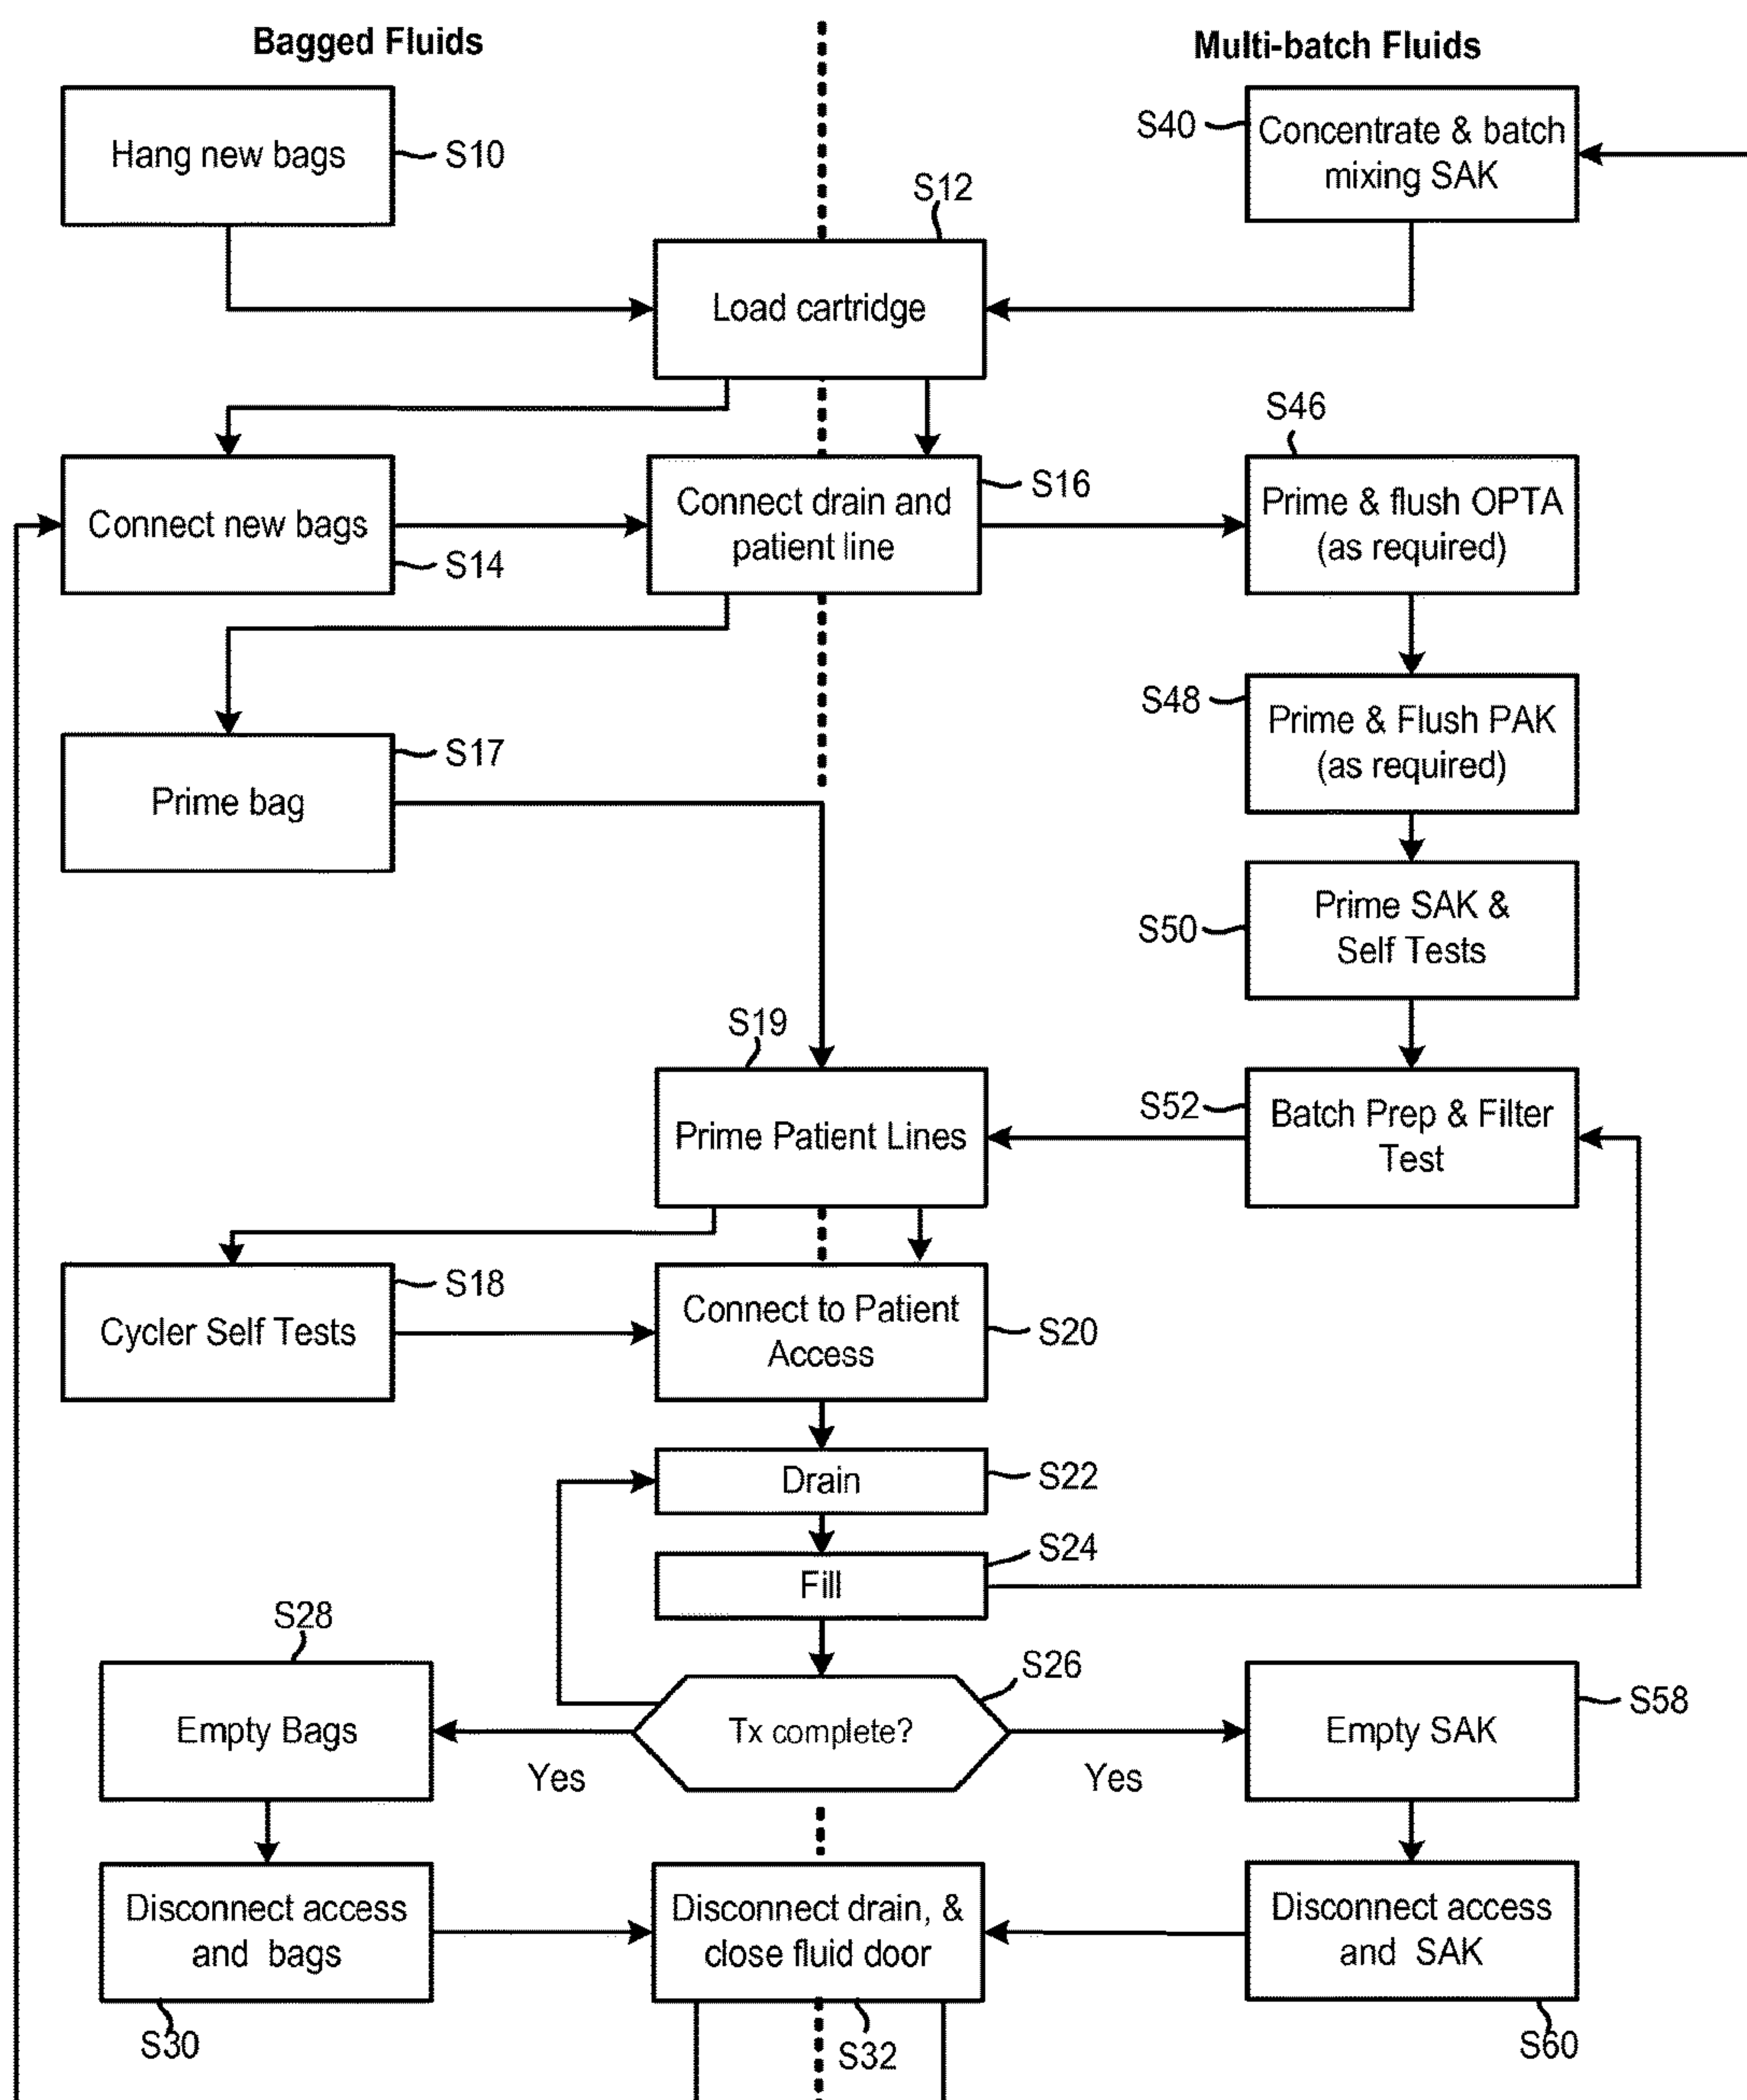 Bagged Fluids
Multi-batch Fluids
Hang new bags
S10
S40
Concentrate & batch
mixing SAK
S12
Load cartridge
S46
Connect new bags
S14
Connect drain and
patient line
S16
Prime & flush OPTA
(as required)
S48
Prime & Flush PAK
(as required)
S17
Prime bag
S50
Prime SAK &
Self Tests
S19
Prime Patient Lines
S52
Batch Prep & Filter
Test
S18
Cycler Self Tests
Connect to Patient
Access
S20
Drain
S22
S24
Fill
S28
S26
Empty Bags
Tx complete?
Empty SAK
S58
Yes
Yes
Disconnect access
and bags
Disconnect drain, &
close fluid door
Disconnect access
and SAK
S30
S32
S60